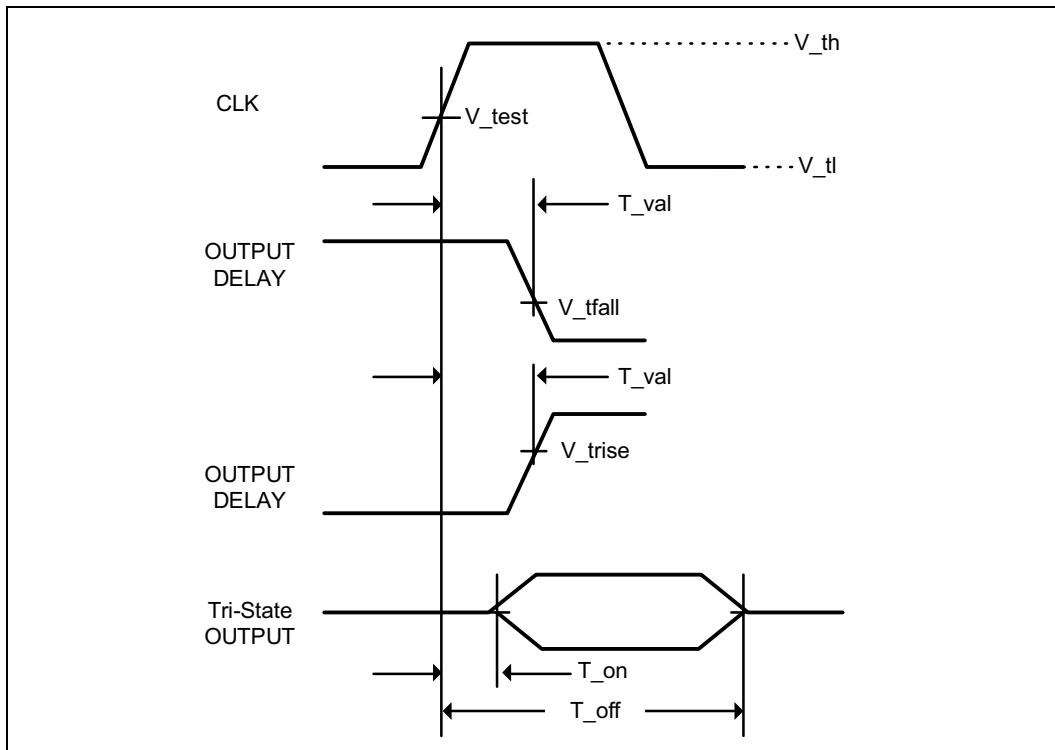 V_th
CLK
V_test
V_tl
T_val
OUTPUT
DELAY
V_tfall
T_val
V_trise
OUTPUT
DELAY
Tri-State
OUTPUT
T_on
T_off